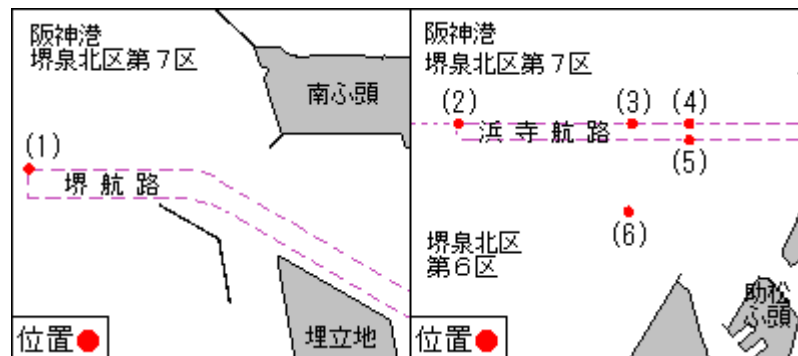 阪神港
堺泉北区第７区
南ふ頭
(1)
堺航路
埋立地
位置
阪神港
堺泉北区第７区
(2)
(3)
(4)
浜寺航路
(5)
(6)
堺泉北区
第６区
助松
ふ頭
位置